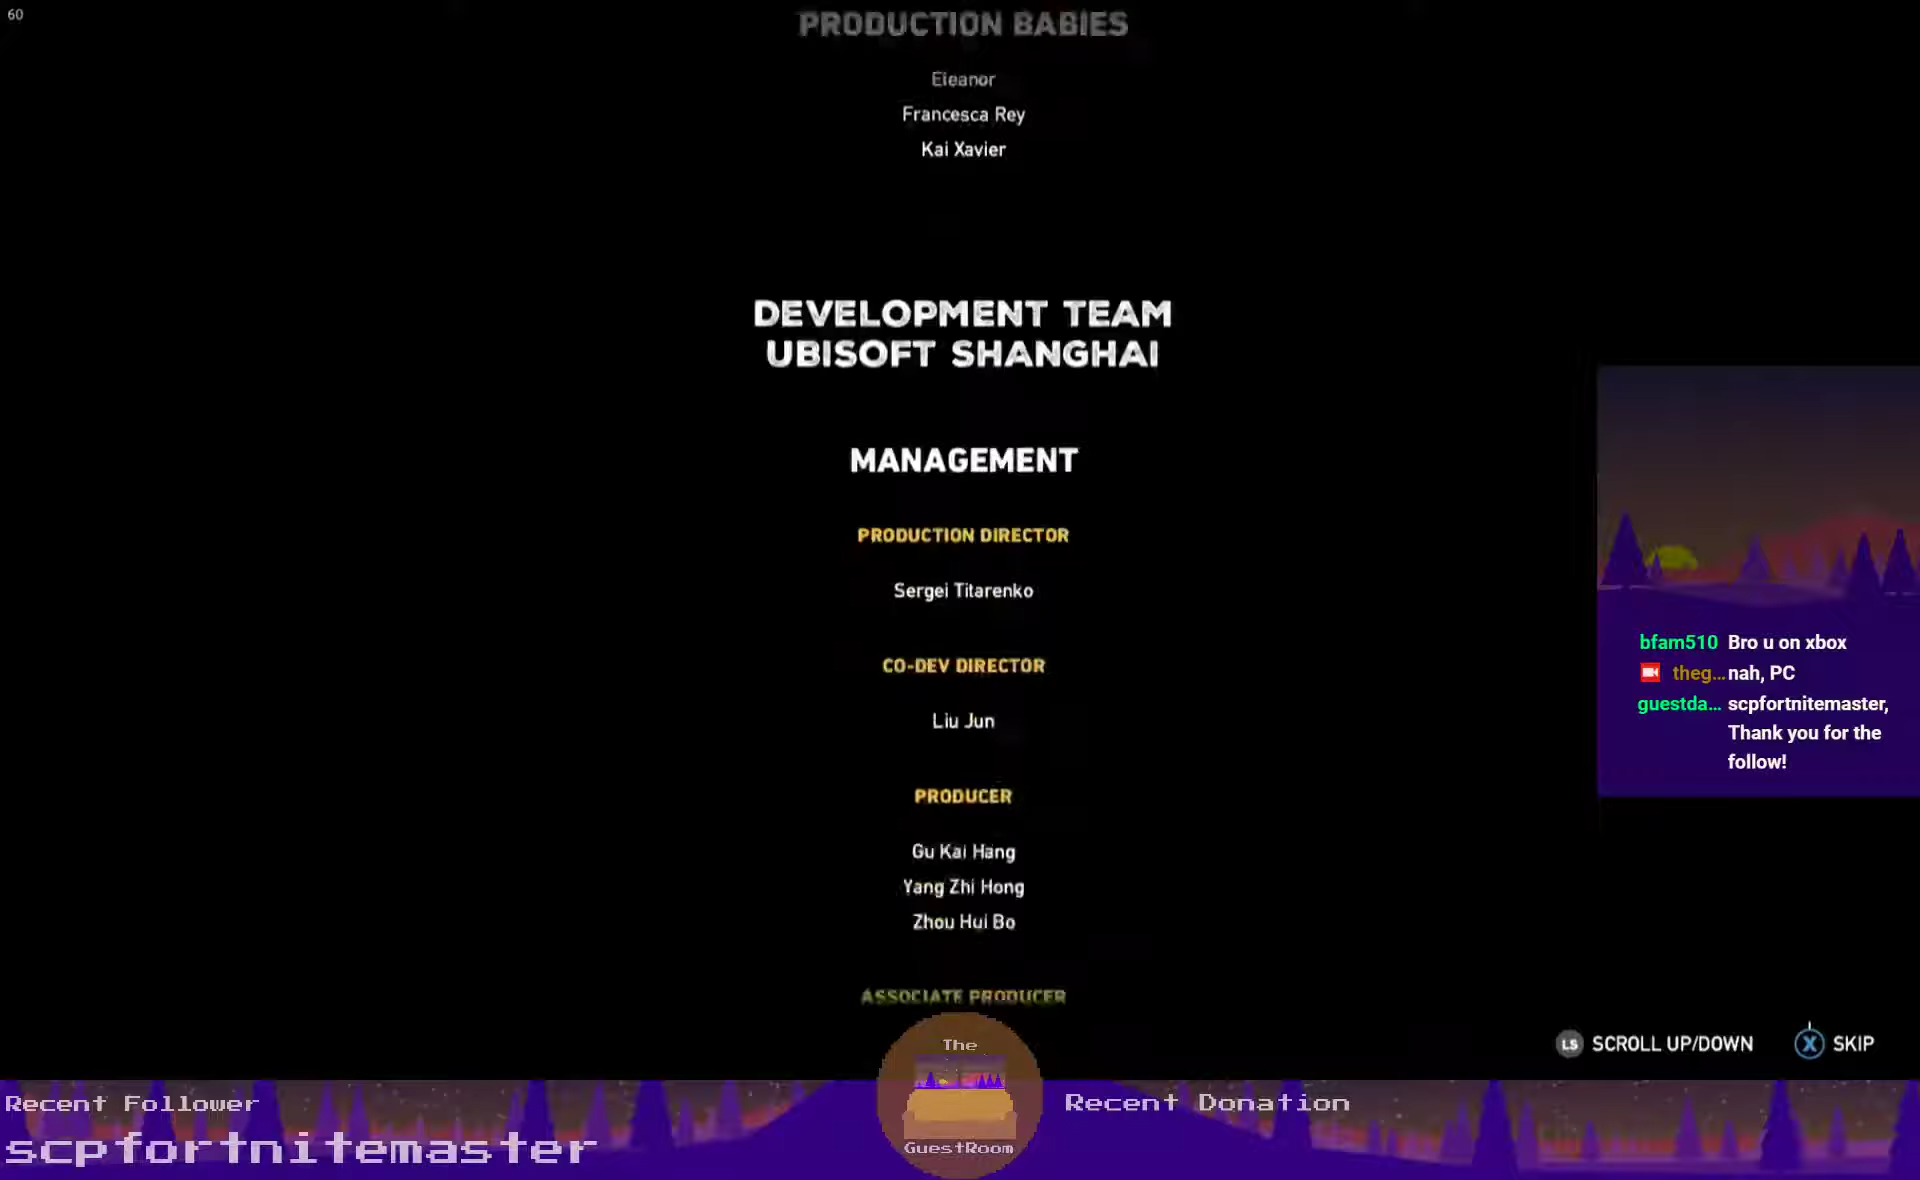 60
PRODUCTION BABIES
Eleanor
Francesca Rey
Kai Xavier
DEVELOPMENT TEAM
UBISOFT SHANGHAI
MANAGEMENT
PRODUCTION DIRECTOR
Sergei Titarenko
CO-DEV DIRECTOR
Liu Jun
PRODUCER
Gu Kai Hang
Yang Zhi Hong
Zhou Hui Bo
ASSOCIATE PRODUCER
bfam510 Bro u on xbox
theg... nah, PC
guestda... scpfortnitemaster,
Thank you for the
follow!
LS SCROLL UP/DOWN X SKIP
The
GuestRoom
Recent Follower
scpfortnitemaster
Recent Donation